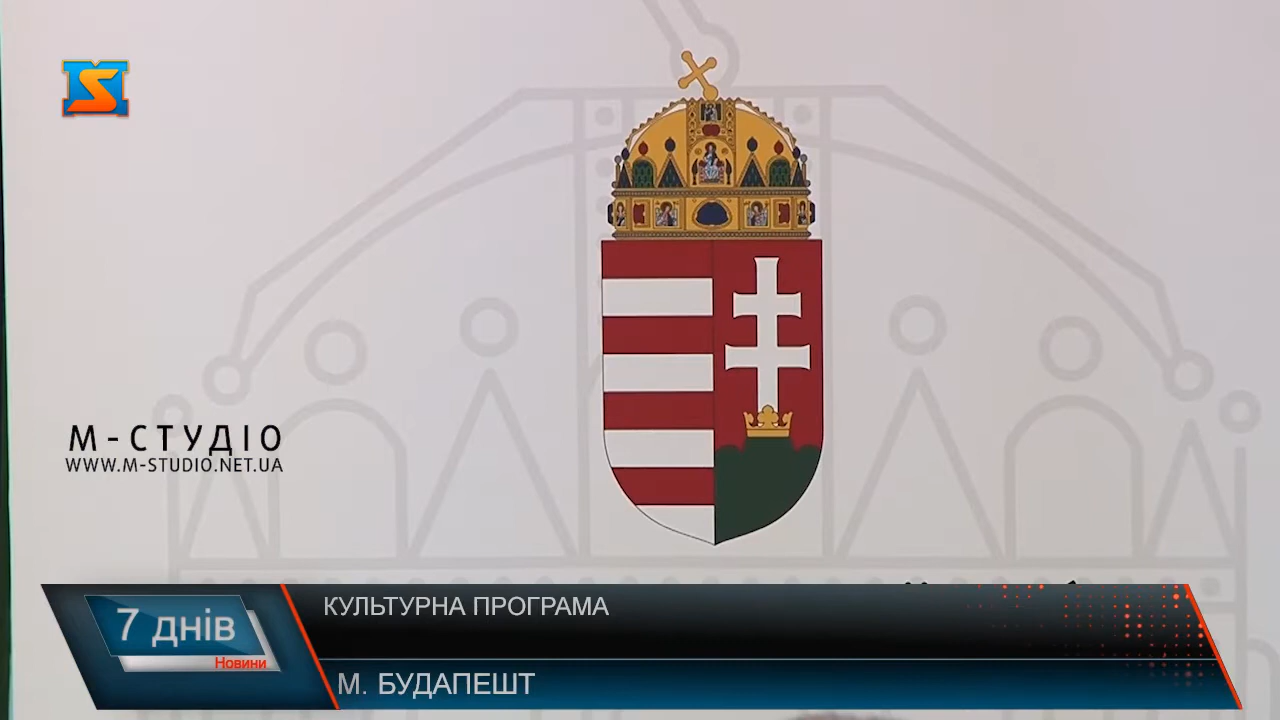 М-СТУДІО
WWW.M-STUDIO.NET.UA
7 днів
Новини
КУЛЬТУРНА ПРОГРАМА
М. БУДАПЕШТ